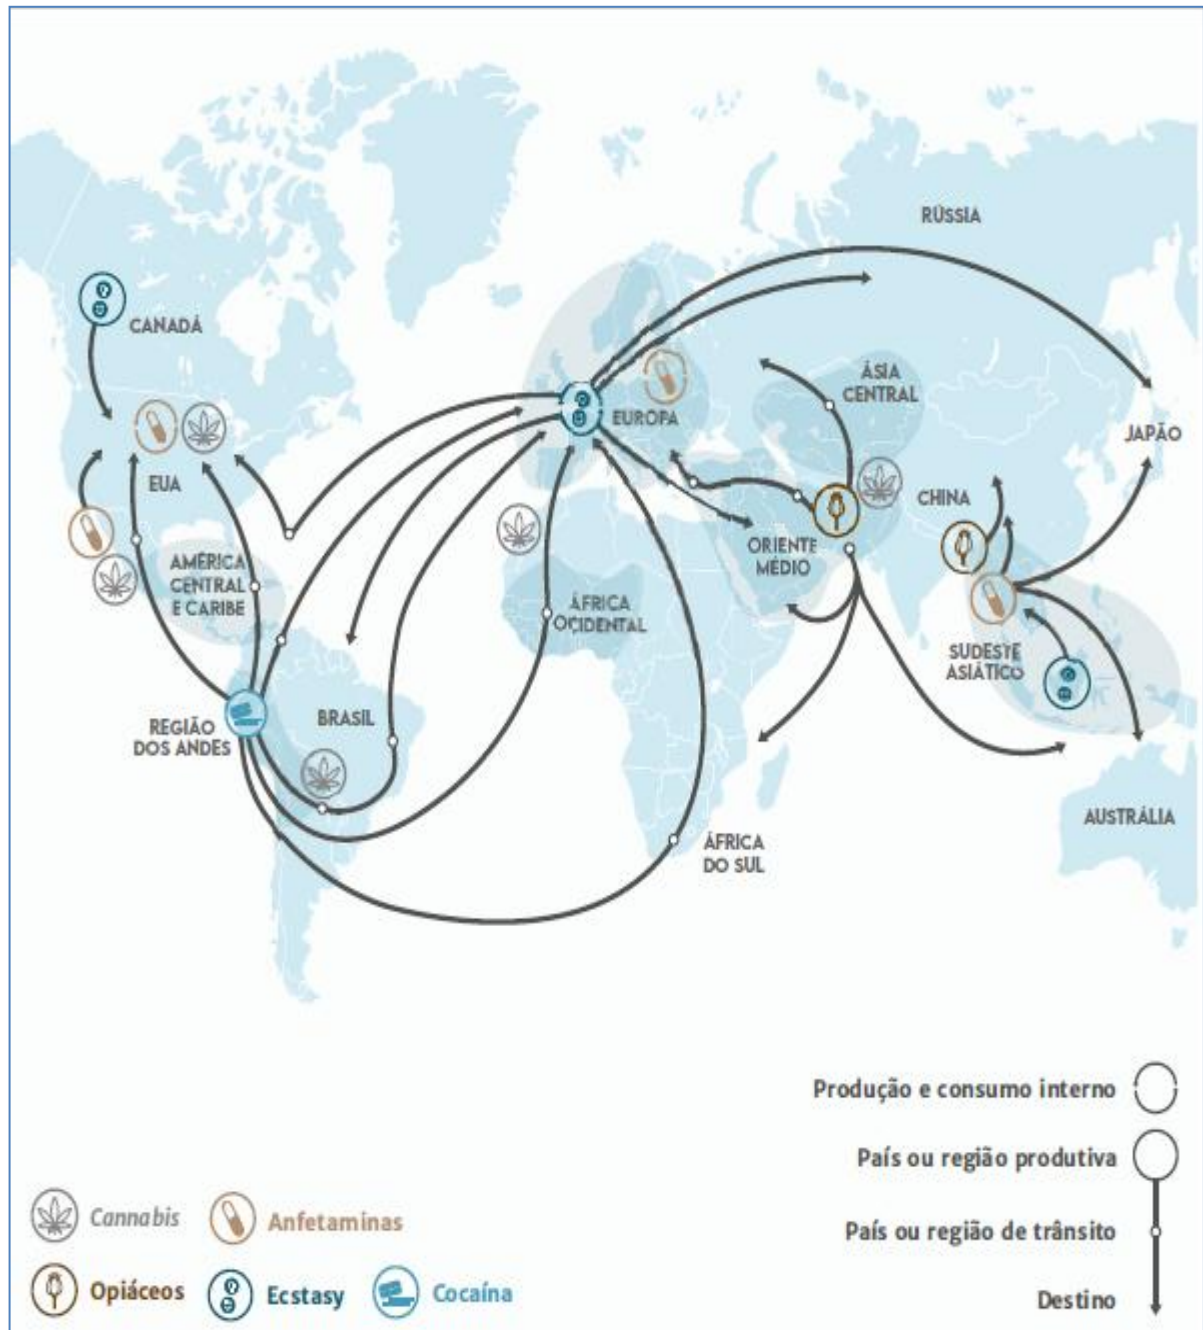 RÚSSIA
CANADÁ
ÁSIA
CENTRAL
EUROPA
JAPÃO
EUA
CHINA
ORIENTE
MÉDIO
AMÉRICA
CENTRAL
E CARIBE
ÁFRICA
OCIDENTAL
SUDESTE
ASIÁTICO
BRASIL
REGIÃO
DOS ANDES
AUSTRÁLIA
ÁFRICA
DO SUL
Produção e consumo interno
País ou região produtiva
País ou região de trânsito
Destino
Cannabis
Anfetaminas
Opiáceos
Ecstasy
Cocaína